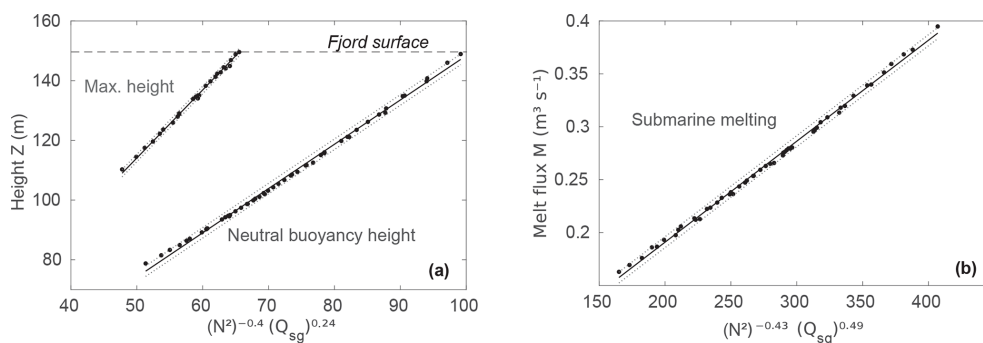 160
140
120
100
80
Height Z (m)
Fjord surface
Max. height
Neutral buoyancy height
(a)
40 50 60 70 80 90 100
(N²)⁻⁰·⁴ (Qsg)⁰·²⁴
0.4
0.35
0.3
0.25
0.2
Melt flux M (m³ s⁻¹)
Submarine melting
(b)
150 200 250 300 350 400
(N²)⁻⁰·⁴³ (Qsg)⁰·⁴⁹